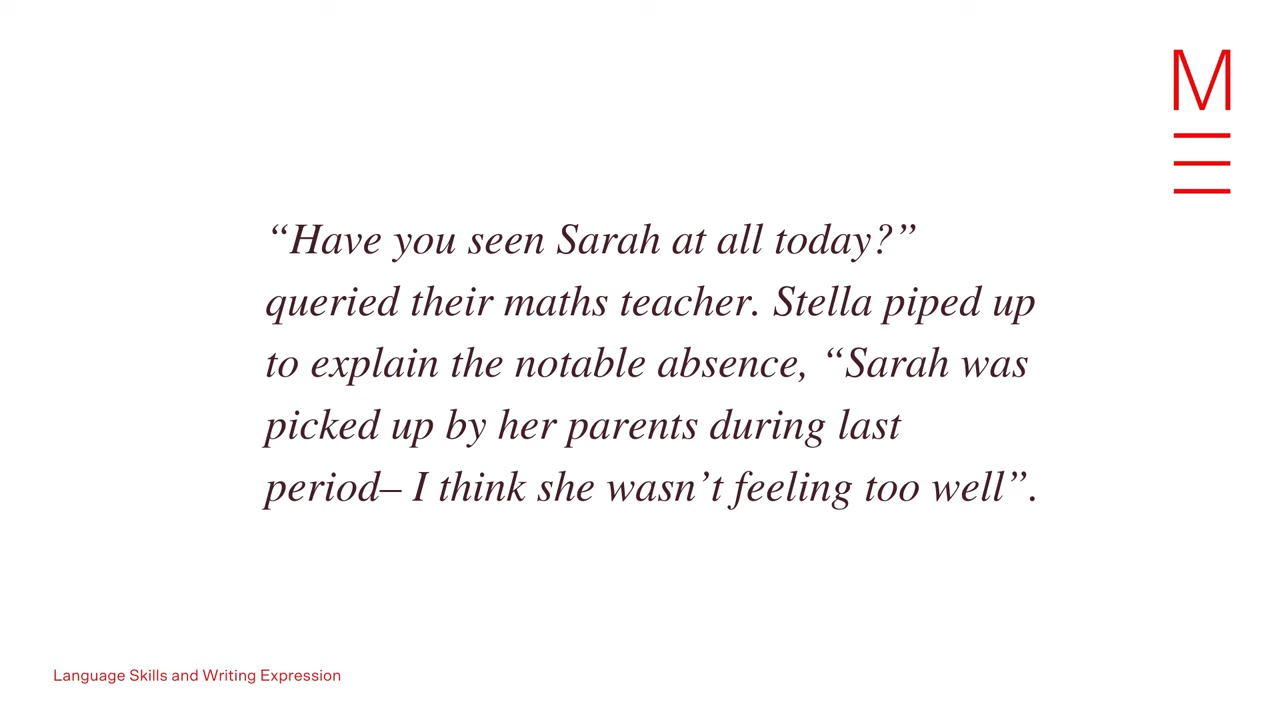 M
“Have you seen Sarah at all today?”
queried their maths teacher. Stella piped up
to explain the notable absence, “Sarah was
picked up by her parents during last
period– I think she wasn’t feeling too well”.
Language Skills and Writing Expression